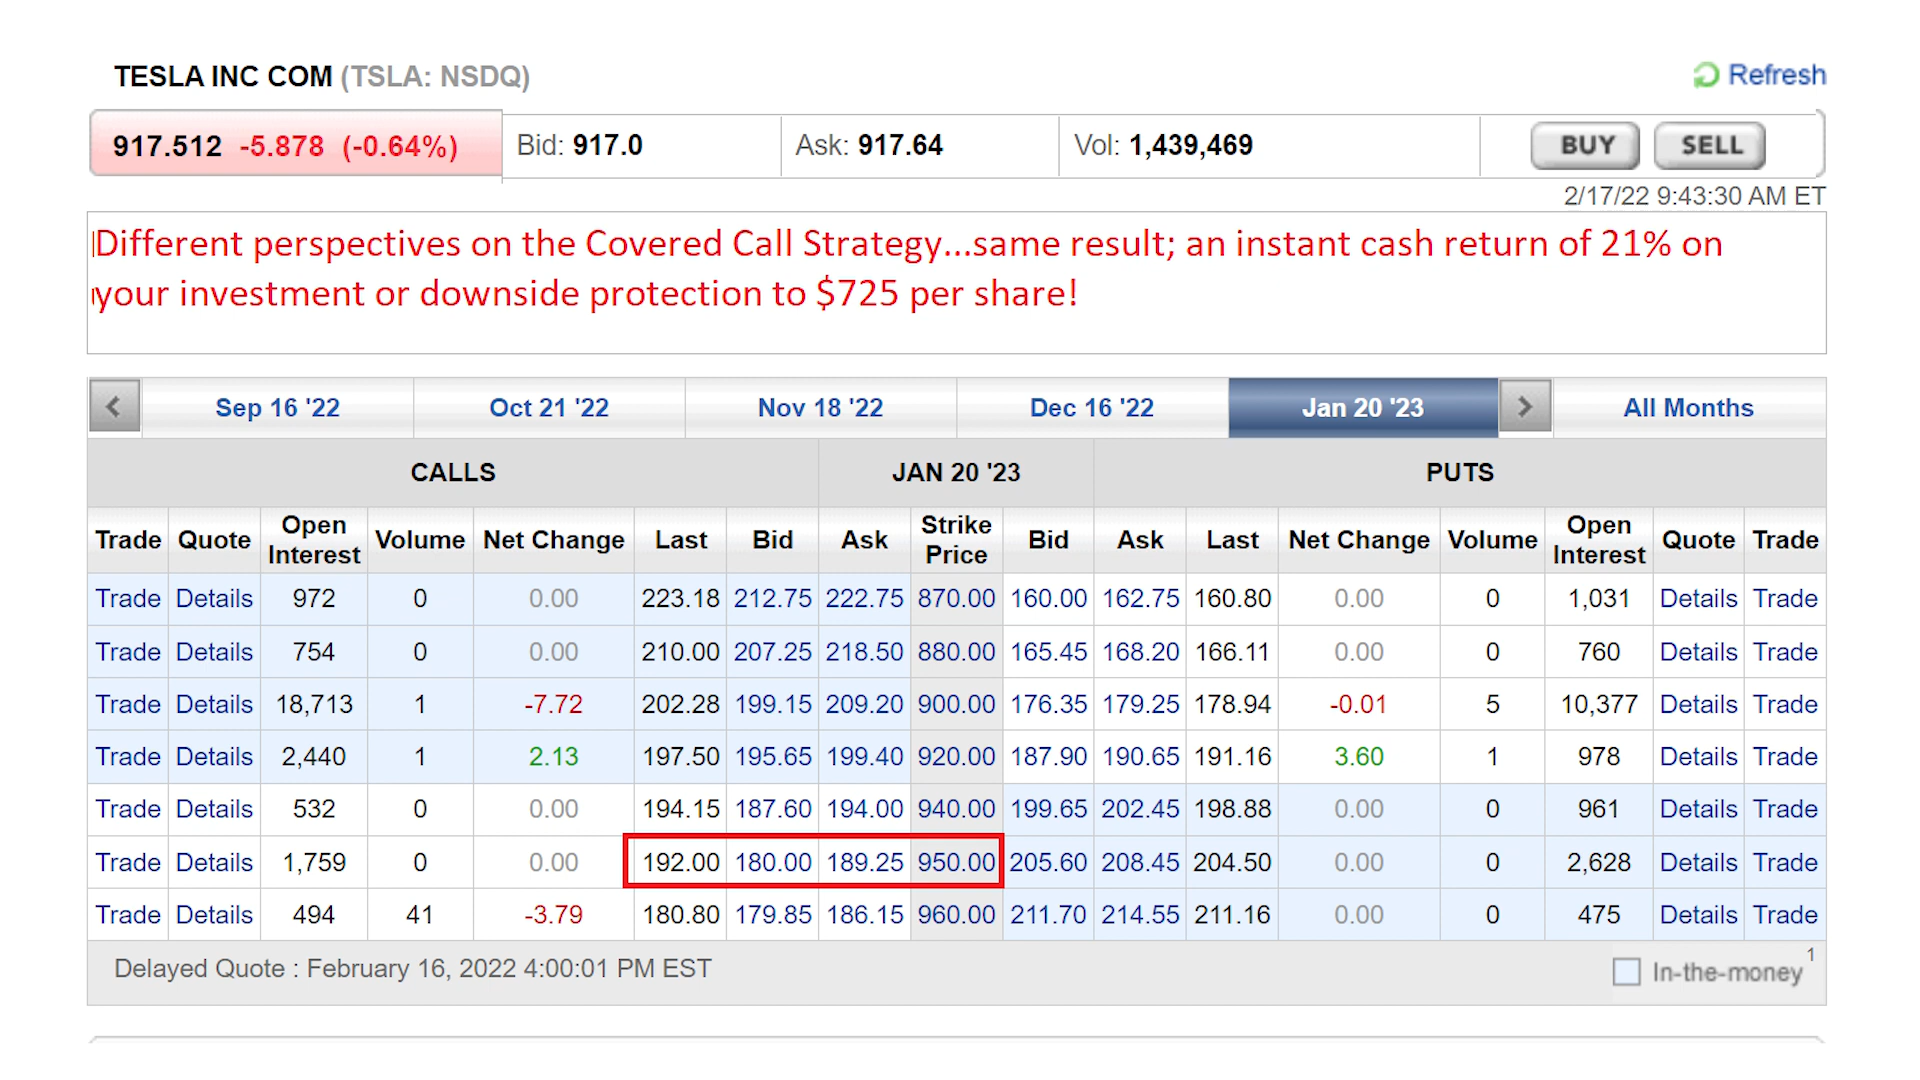 TESLA INC COM (TSLA: NSDQ)
Refresh
917.512 -5.878 (-0.64%) Bid: 917.0 Ask: 917.64 Vol: 1,439,469 BUY SELL
2/17/22 9:43:30 AM ET
Different perspectives on the Covered Call Strategy...same result; an instant cash return of 21% on
your investment or downside protection to $725 per share!
Sep 16 '22 Oct 21 '22 Nov 18 '22 Dec 16 '22 Jan 20 '23 All Months
CALLS JAN 20 '23 PUTS
Trade Quote Open Interest Volume Net Change Last Bid Ask Strike Price Bid Ask Last Net Change Volume Open Interest Quote Trade
Trade Details 972 0 0.00 223.18 212.75 222.75 870.00 160.00 162.75 160.80 0.00 0 1,031 Details Trade
Trade Details 754 0 0.00 210.00 207.25 218.50 880.00 165.45 168.20 166.11 0.00 0 760 Details Trade
Trade Details 18,713 1 -7.72 202.28 199.15 209.20 900.00 176.35 179.25 178.94 -0.01 5 10,377 Details Trade
Trade Details 2,440 1 2.13 197.50 195.65 199.40 920.00 187.90 190.65 191.16 3.60 1 978 Details Trade
Trade Details 532 0 0.00 194.15 187.60 194.00 940.00 199.65 202.45 198.88 0.00 0 961 Details Trade
Trade Details 1,759 0 0.00 192.00 180.00 189.25 950.00 205.60 208.45 204.50 0.00 0 2,628 Details Trade
Trade Details 494 41 -3.79 180.80 179.85 186.15 960.00 211.70 214.55 211.16 0.00 0 475 Details Trade
Delayed Quote : February 16, 2022 4:00:01 PM EST
In-the-money 1